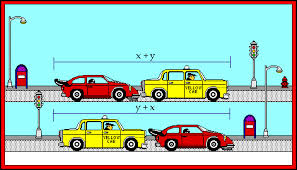 x + y
YELLOW
CAB
y + x
YELLOW
CAB